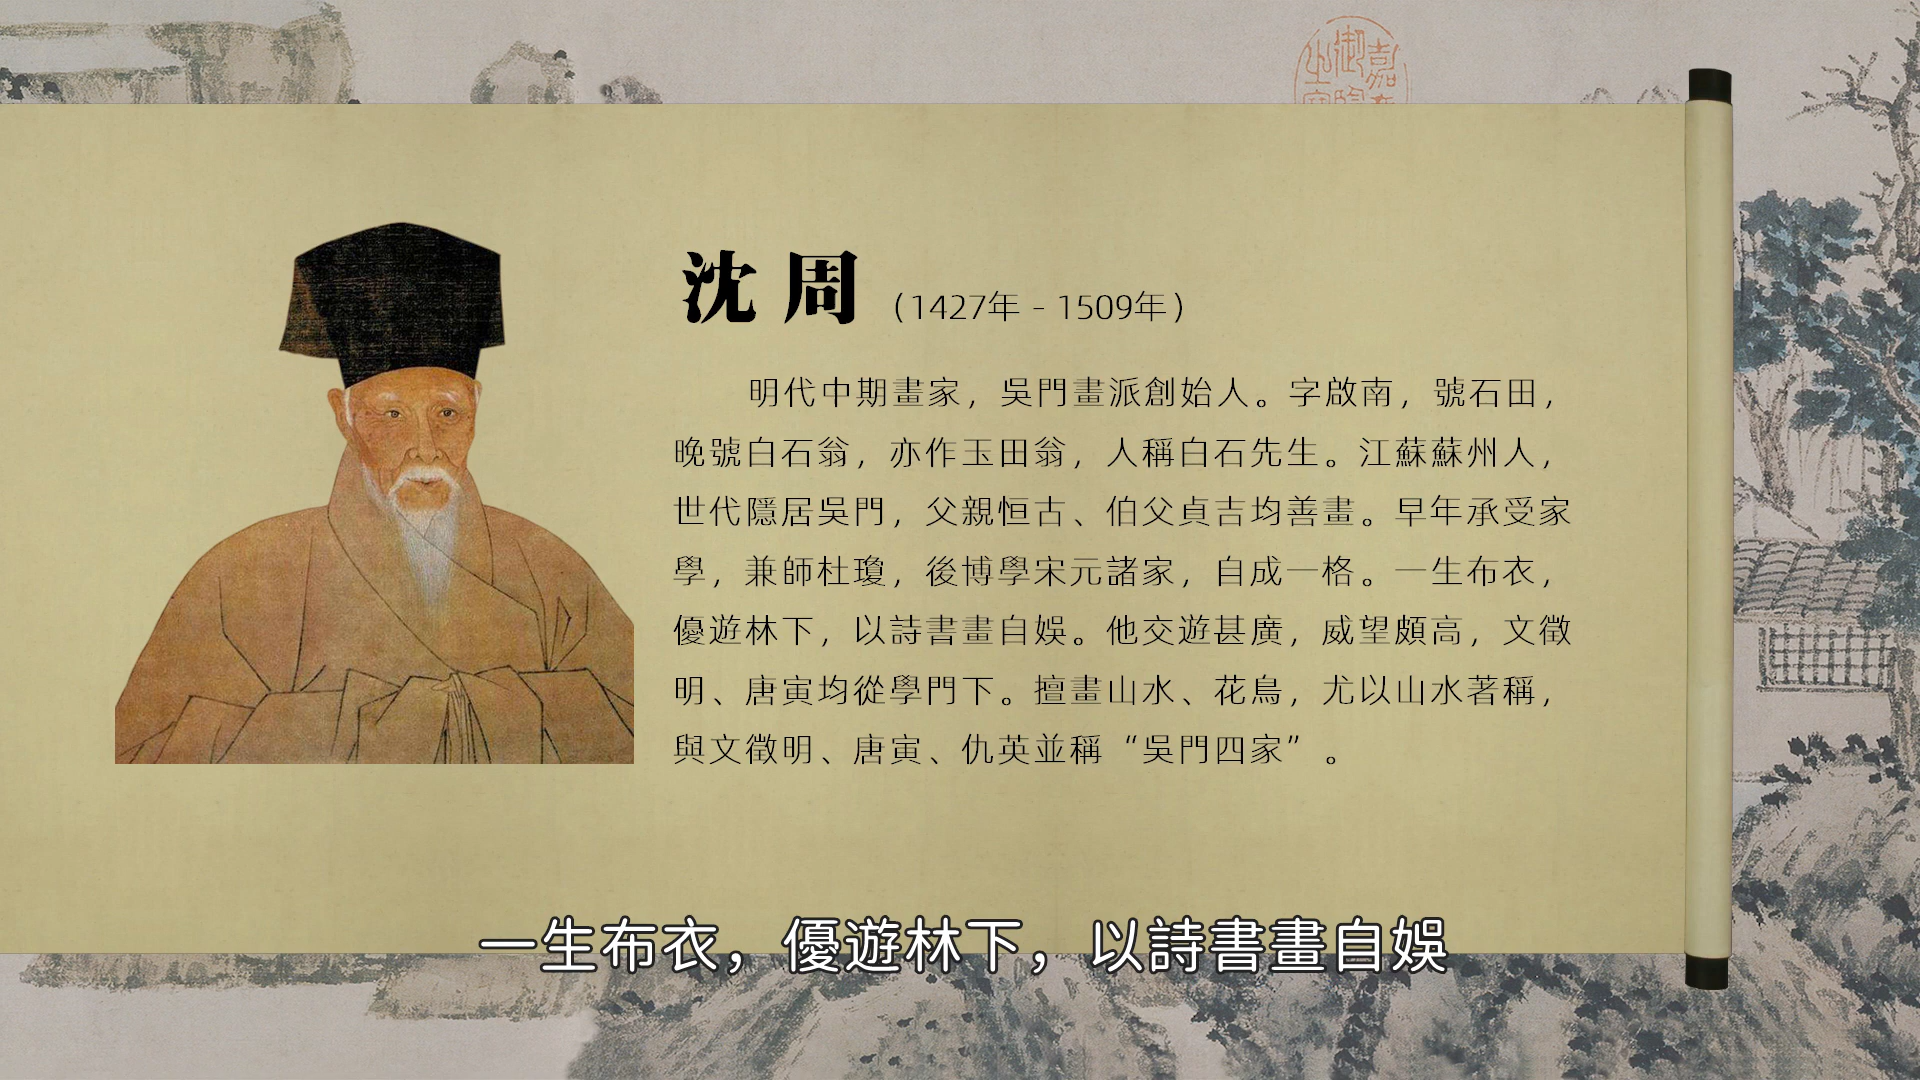 沈周（1427年 - 1509年）
明代中期畫家，吳門畫派創始人。字啟南，號石田，
晚號白石翁，亦作玉田翁，人稱白石先生。江蘇蘇州人，
世代隱居吳門，父親恒古、伯父貞吉均善畫。早年承受家
學，兼師杜瓊，後博學宋元諸家，自成一格。一生布衣，
優遊林下，以詩書畫自娛。他交遊甚廣，威望頗高，文徵
明、唐寅均從學門下。擅畫山水、花鳥，尤以山水著稱，
與文徵明、唐寅、仇英並稱“吳門四家”。
一生布衣，優遊林下，以詩書畫自娛